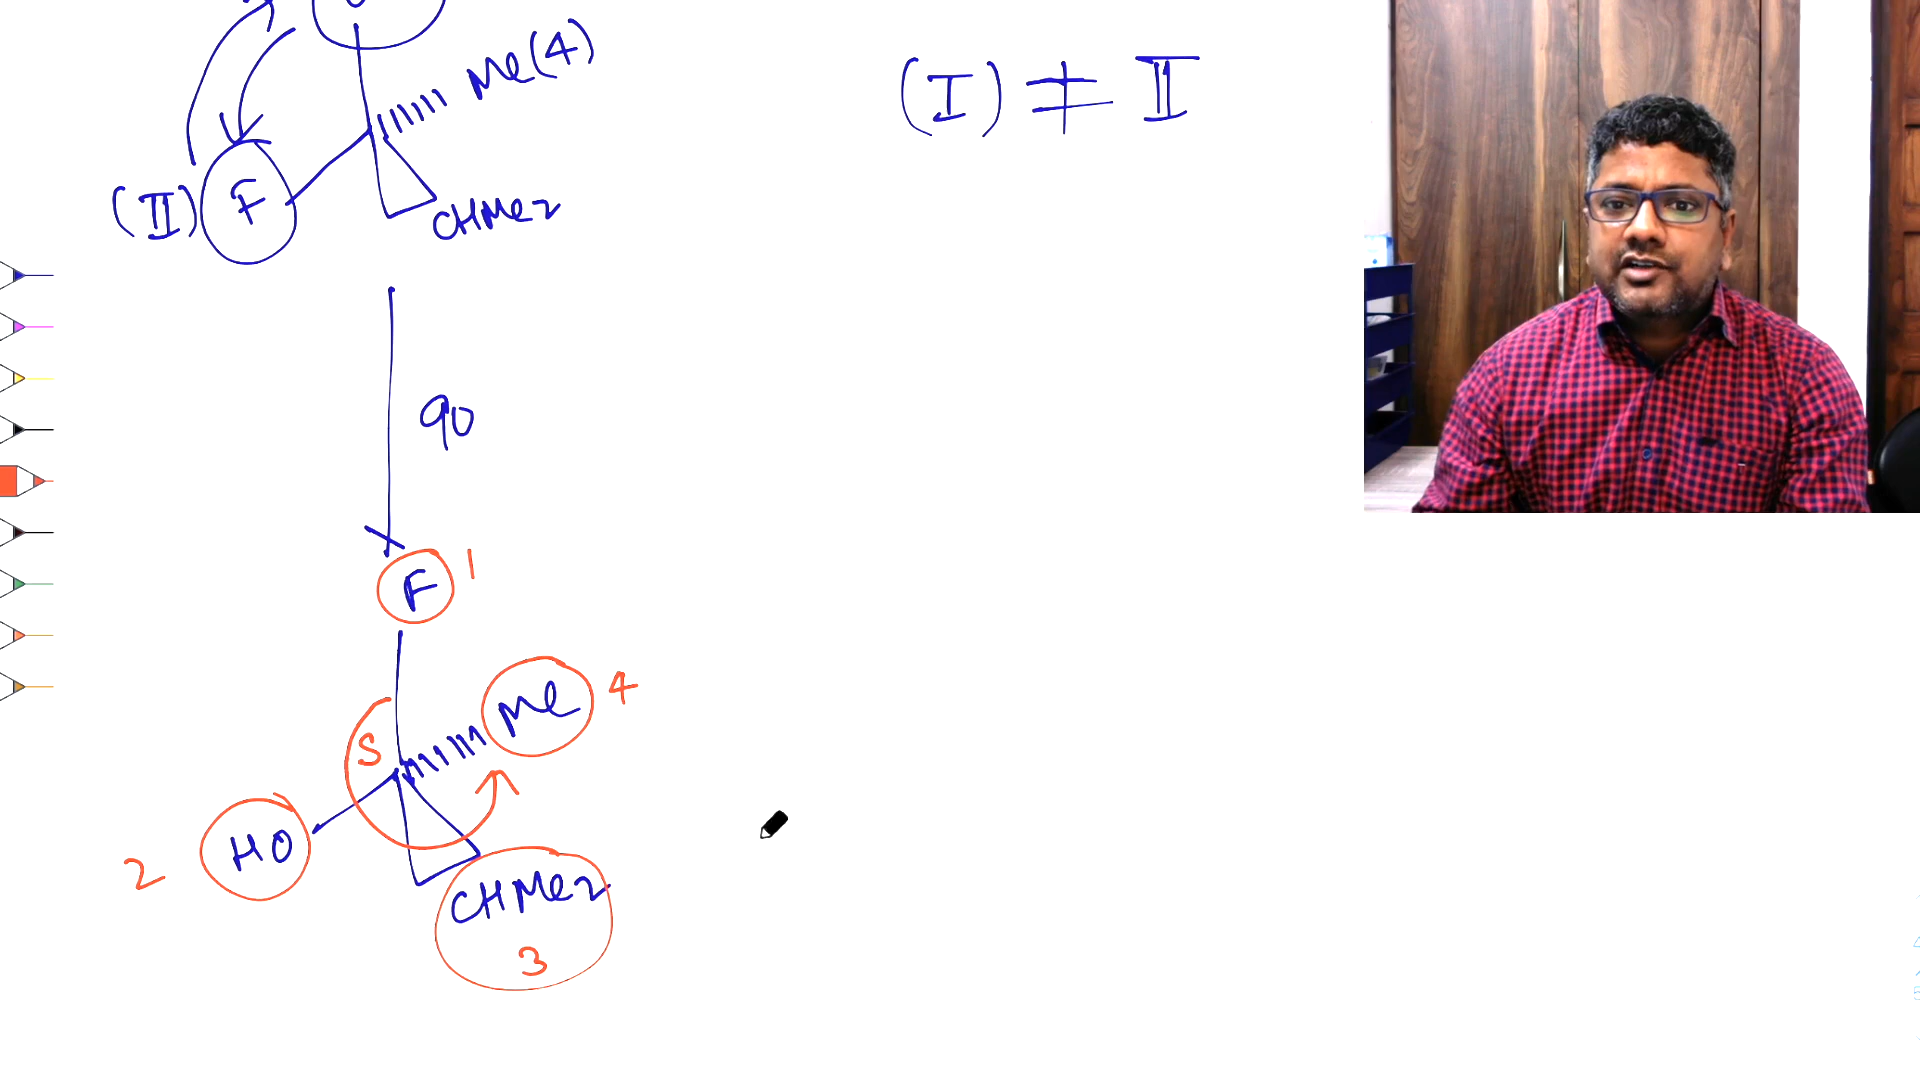 Me(4)
(I) ≠ II
(II) F
CHMe2
90
F 1
Me 4
S
HO
2
CHMe2
3